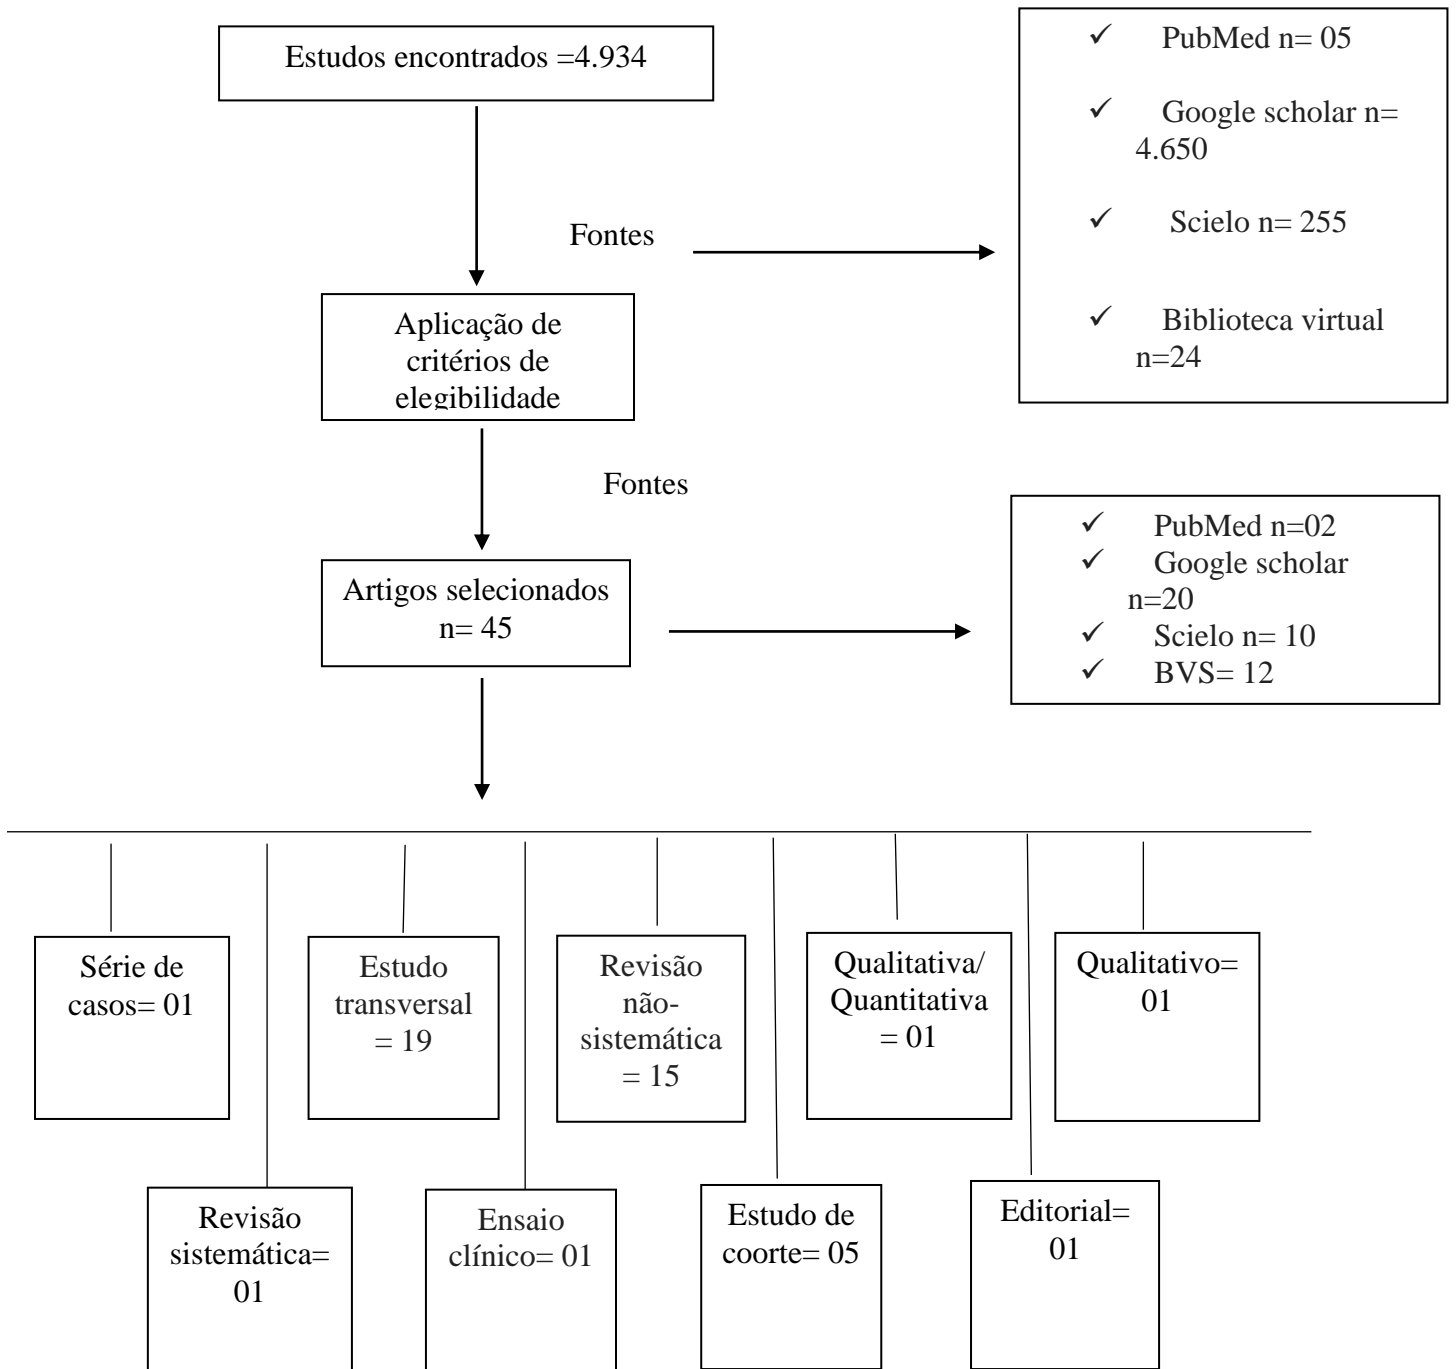 Estudos encontrados =4.934
✓ PubMed n= 05
✓ Google scholar n=
4.650
✓ Scielo n= 255
✓ Biblioteca virtual
n=24
Fontes
Aplicação de
critérios de
elegibilidade
Fontes
✓ PubMed n=02
✓ Google scholar
n=20
✓ Scielo n= 10
✓ BVS= 12
Artigos selecionados
n= 45
Série de
casos= 01
Estudo
transversal
= 19
Revisão
não-
sistemática
= 15
Qualitativa/
Quantitativa
= 01
Qualitativo=
01
Revisão
sistemática=
01
Ensaio
clínico= 01
Estudo de
coorte= 05
Editorial=
01